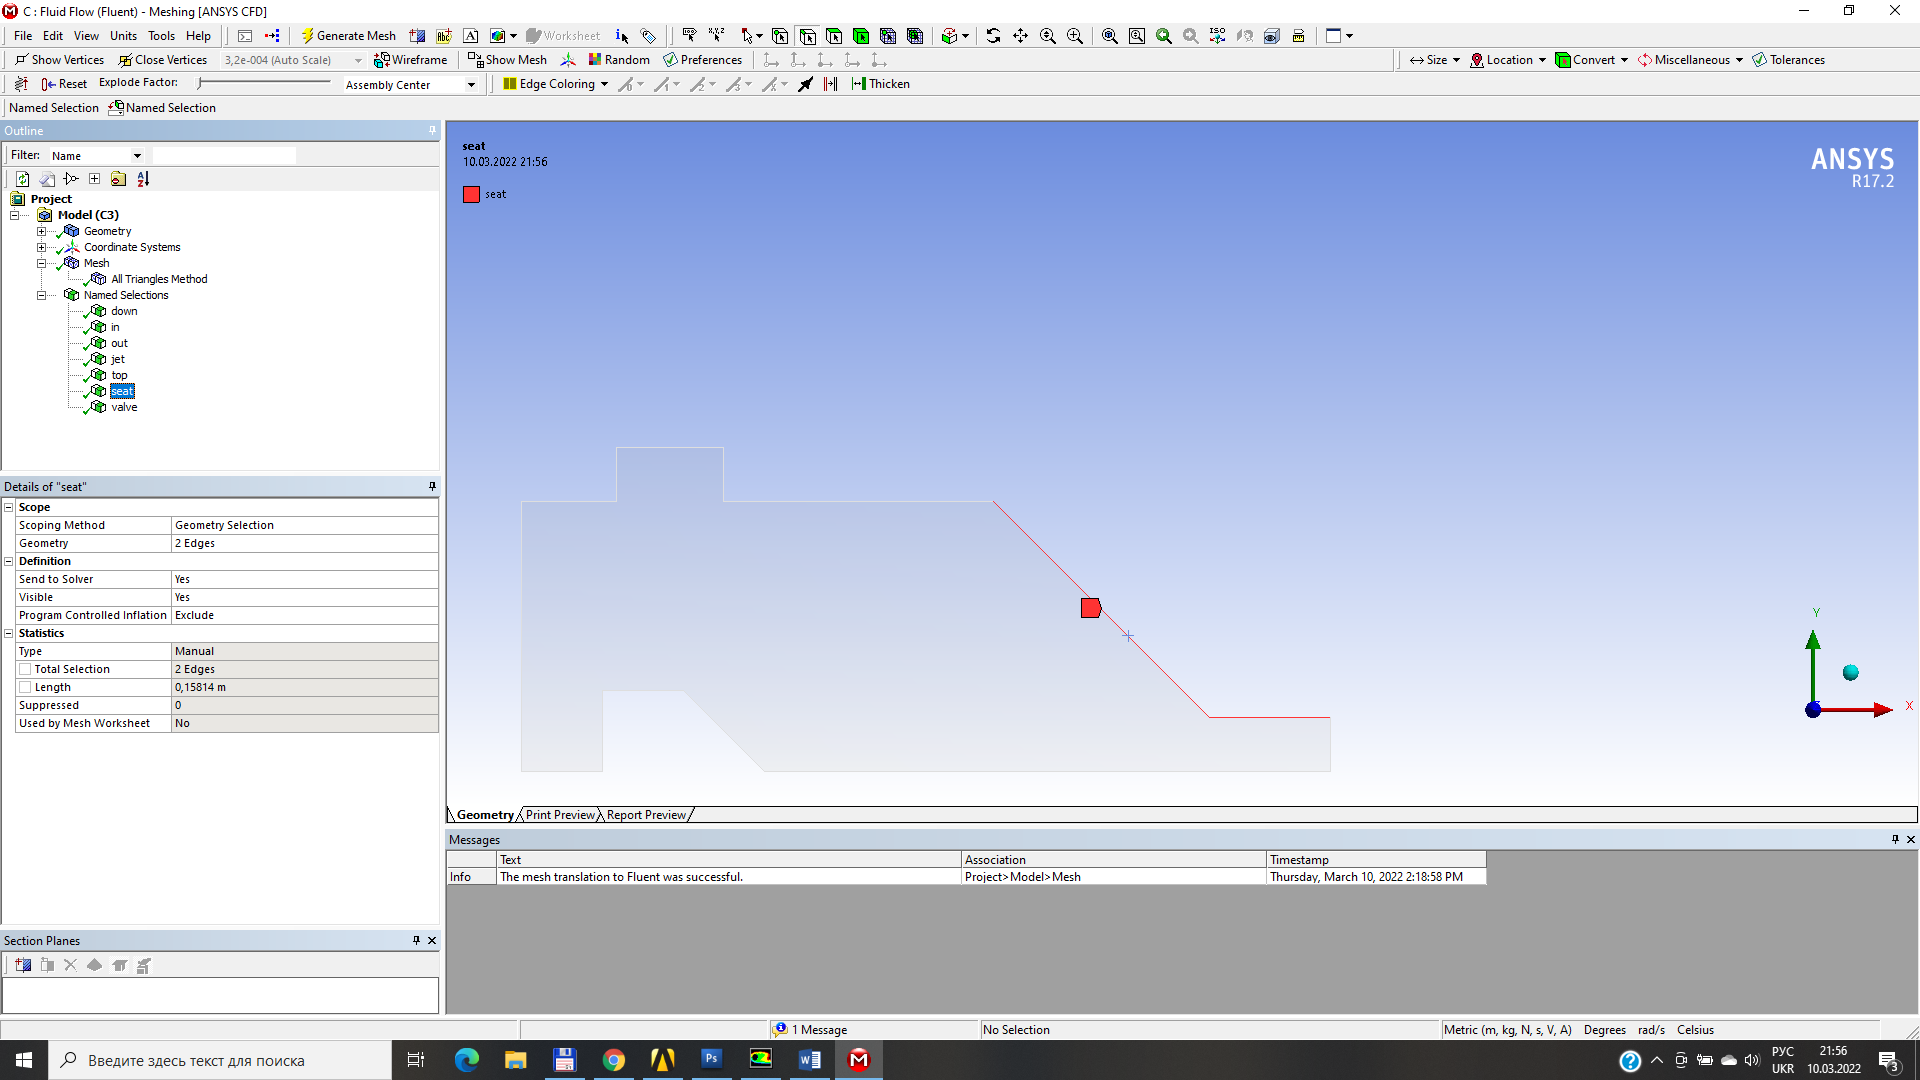 C : Fluid Flow (Fluent) - Meshing [ANSYS CFD]
File Edit View Units Tools Help Generate Mesh Worksheet
Show Vertices Close Vertices 3,2e-004 (Auto Scale) Wireframe Show Mesh Random Preferences Size Location Convert Miscellaneous Tolerances
Reset Explode Factor: Assembly Center Edge Coloring Thicken
Named Selection Named Selection
Outline
Filter: Name
Project
Model (C3)
Geometry
Coordinate Systems
Mesh
All Triangles Method
Named Selections
down
in
out
jet
top
seat
valve
Details of "seat"
Scope
Scoping Method Geometry Selection
Geometry 2 Edges
Definition
Send to Solver Yes
Visible Yes
Program Controlled Inflation Exclude
Statistics
Type Manual
Total Selection 2 Edges
Length 0,15814 m
Suppressed 0
Used by Mesh Worksheet No
Section Planes
seat
10.03.2022 21:56
seat
ANSYS
R17.2
Y
X
Geometry Print Preview Report Preview
Messages
Text Association Timestamp
Info The mesh translation to Fluent was successful. Project>Model>Mesh Thursday, March 10, 2022 2:18:58 PM
1 Message No Selection Metric (m, kg, N, s, V, A) Degrees rad/s Celsius
Введите здесь текст для поиска
Ps
РУС
UKR
21:56
10.03.2022
3